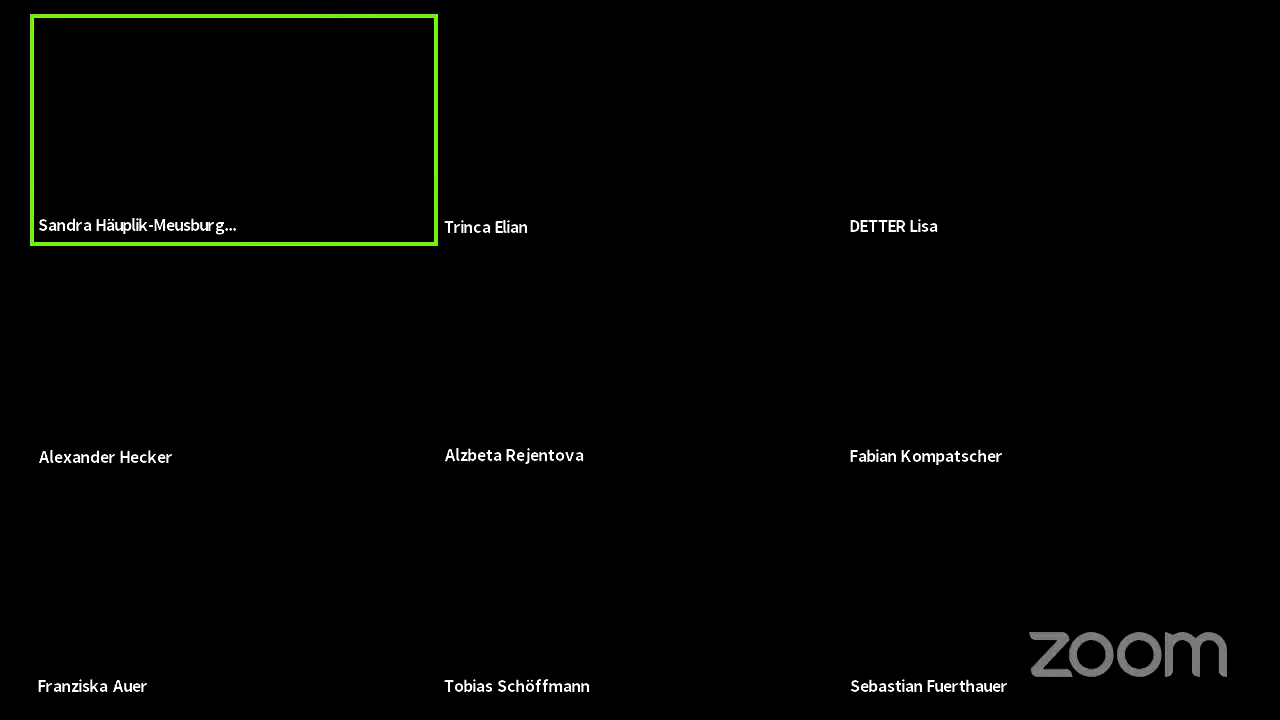 Sandra Häuplik-Meusburg...
Trinca Elian
DETTER Lisa
Alexander Hecker
Alzbeta Rejentova
Fabian Kompatscher
Franziska Auer
Tobias Schöffmann
Sebastian Fuerthauer
zoom